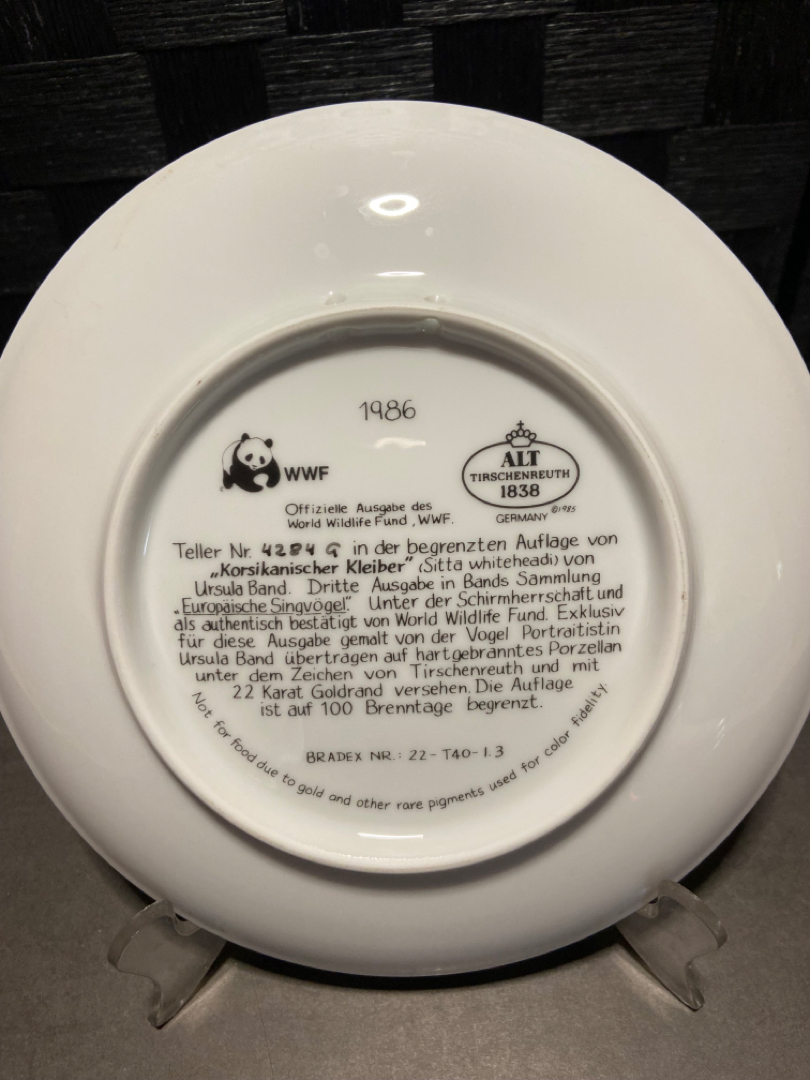 1986
WWF
ALT
TIRSCHENREUTH
1838
GERMANY ©1985
Offizielle Ausgabe des
World Wildlife Fund, WWF.
Teller Nr. 4284 G in der begrenzten Auflage von
„Korsikanischer Kleiber" (Sitta whiteheadi) von
Ursula Band. Dritte Ausgabe in Bands Sammlung
„Europäische Singvögel". Unter der Schirmherrschaft und
als authentisch bestätigt von World Wildlife Fund. Exklusiv
für diese Ausgabe gemalt von der Vogel Portraitistin
Ursula Band übertragen auf hartgebranntes Porzellan
unter dem Zeichen von Tirschenreuth und mit
22 Karat Goldrand versehen. Die Auflage
ist auf 100 Brenntage begrenzt.
BRADEX NR.: 22-T40-1.3
Not for food due to gold and other rare pigments used for color fidelity.